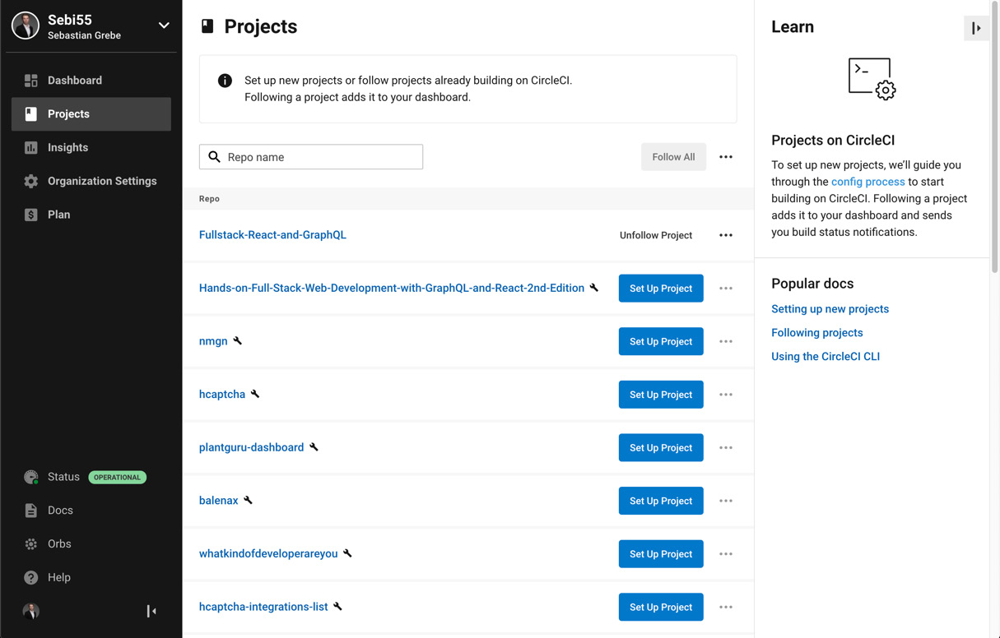 Sebi55
Sebastian Grebe
Dashboard
Projects
Insights
Organization Settings
Plan
Status OPERATIONAL
Docs
Orbs
Help
Projects
Set up new projects or follow projects already building on CircleCI.
Following a project adds it to your dashboard.
Repo name
Follow All
Repo
Fullstack-React-and-GraphQL Unfollow Project
Hands-on-Full-Stack-Web-Development-with-GraphQL-and-React-2nd-Edition Set Up Project
nmgn Set Up Project
hcaptcha Set Up Project
plantguru-dashboard Set Up Project
balenax Set Up Project
whatkindofdeveloperareyou Set Up Project
hcaptcha-integrations-list Set Up Project
Learn
Projects on CircleCI
To set up new projects, we’ll guide you
through the config process to start
building on CircleCI. Following a project
adds it to your dashboard and sends
you build status notifications.
Popular docs
Setting up new projects
Following projects
Using the CircleCI CLI